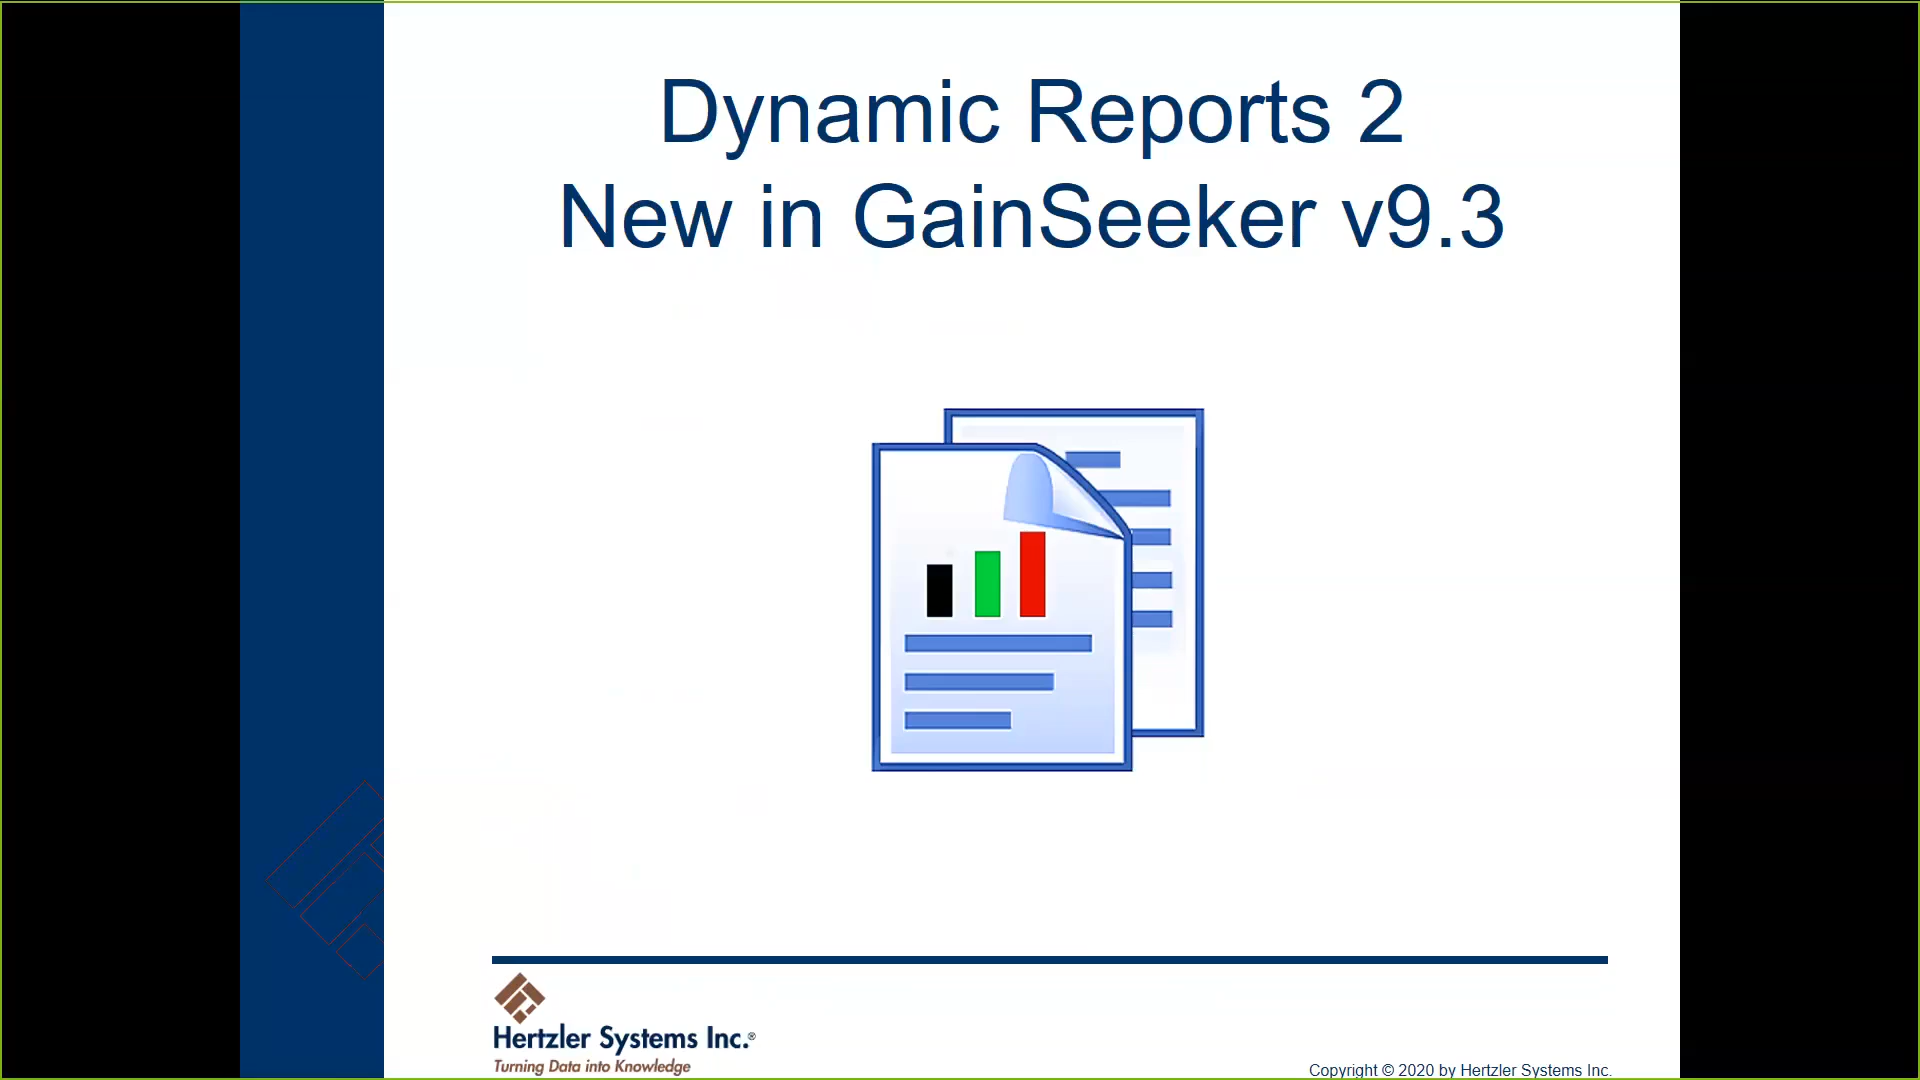 Dynamic Reports 2
New in GainSeeker v9.3
Hertzler Systems Inc.®
Turning Data into Knowledge
Copyright © 2020 by Hertzler Systems Inc.